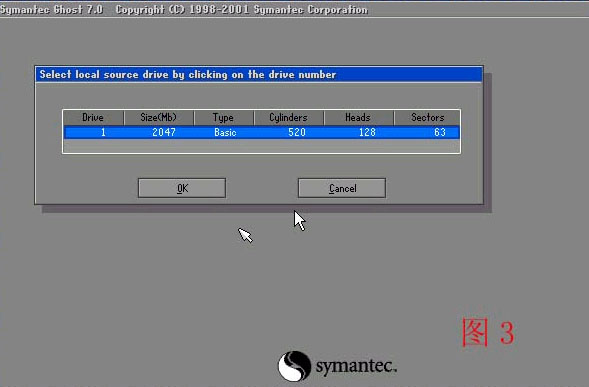 Symantec Ghost 7.0 Copyright (C) 1998-2001 Symantec Corporation
Select local source drive by clicking on the drive number
Drive Size(Mb) Type Cylinders Heads Sectors
1 2047 Basic 520 128 63
OK Cancel
图 3
symantec.